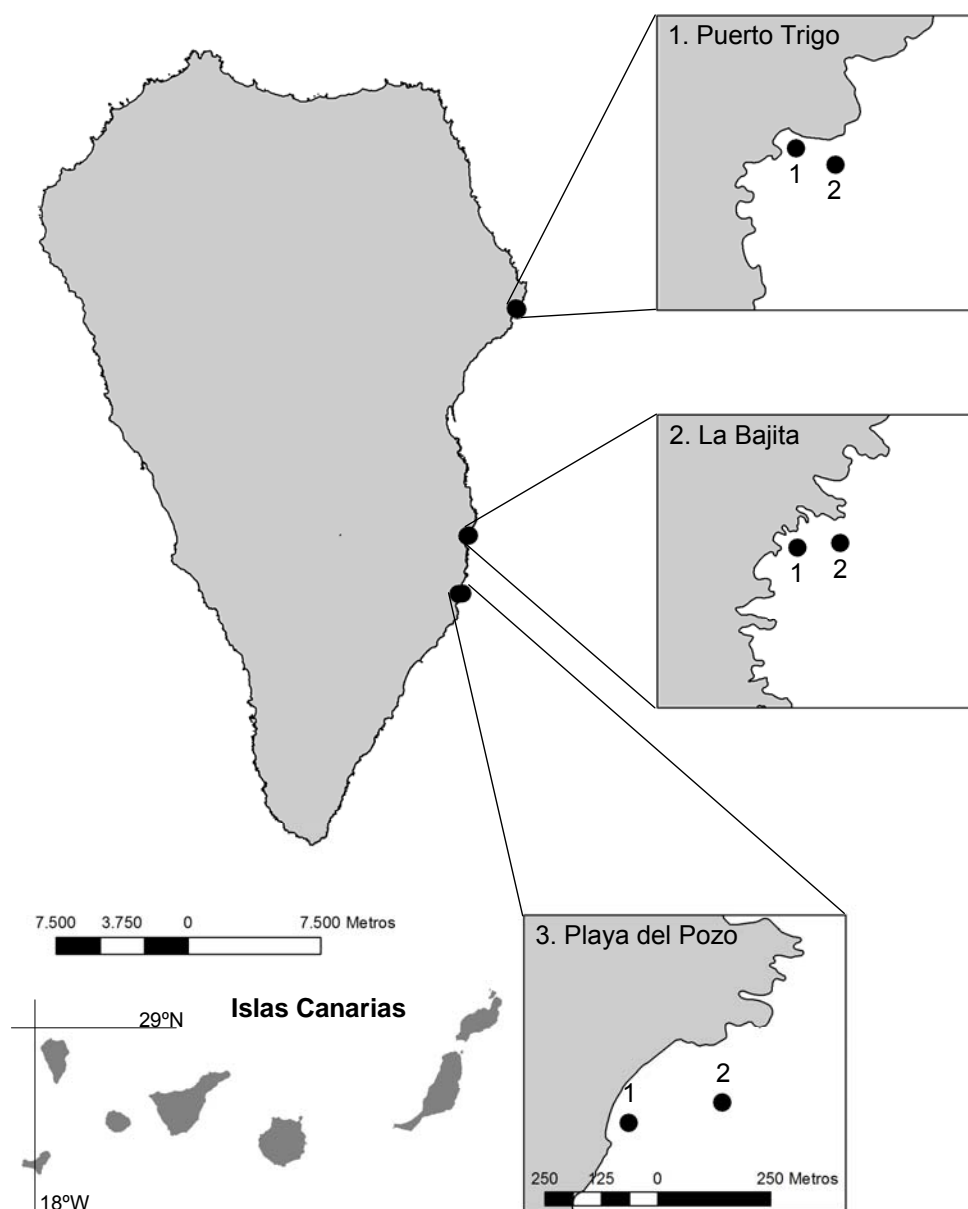 1. Puerto Trigo
1
2
2. La Bajita
1
2
7.500 3.750 0 7.500 Metros
3. Playa del Pozo
Islas Canarias
29ºN
2
1
250 125 0 250 Metros
18ºW